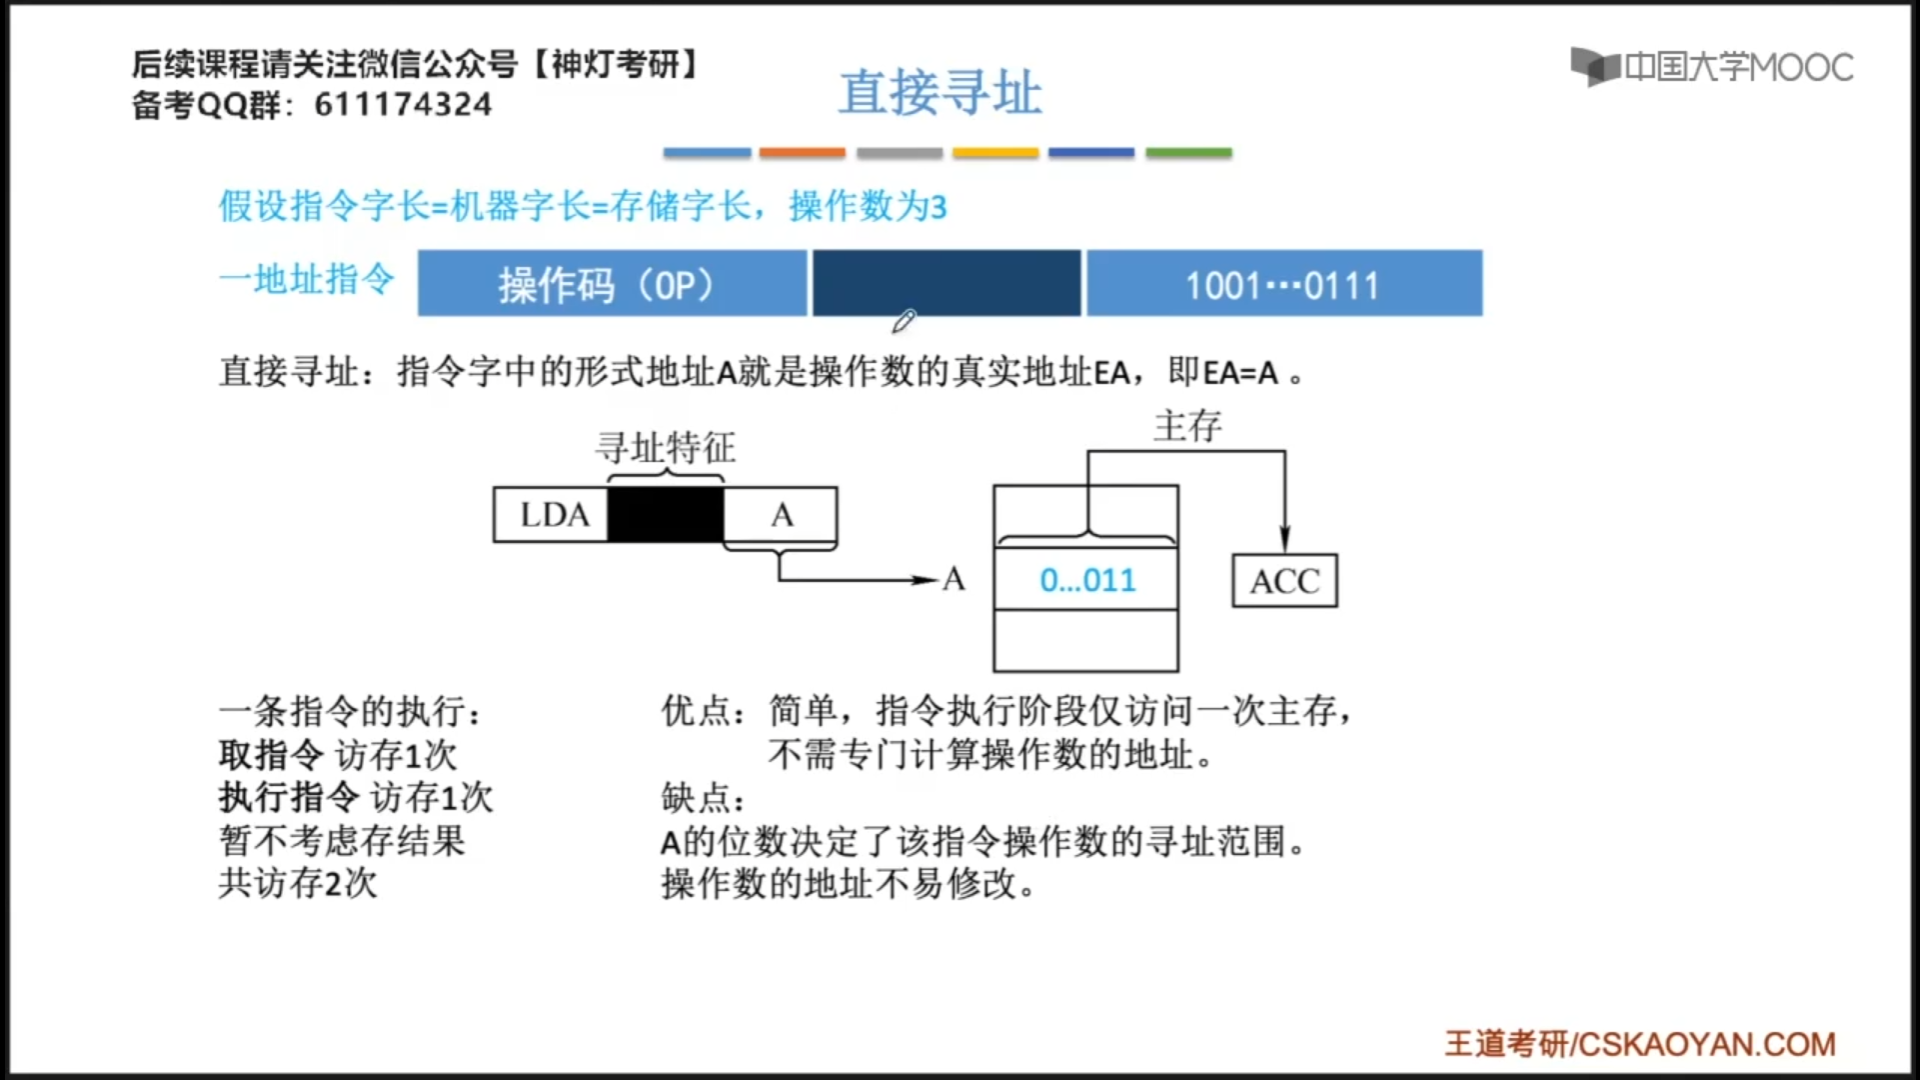 后续课程请关注微信公众号【神灯考研】
备考QQ群：611174324
中国大学MOOC
直接寻址
假设指令字长=机器字长=存储字长，操作数为3
一地址指令 操作码（OP） 1001…0111
直接寻址：指令字中的形式地址A就是操作数的真实地址EA，即EA=A 。
主存
寻址特征
LDA A
A 0...011 ACC
一条指令的执行：
取指令 访存1次
执行指令 访存1次
暂不考虑存结果
共访存2次
优点：简单，指令执行阶段仅访问一次主存，
不需专门计算操作数的地址。
缺点：
A的位数决定了该指令操作数的寻址范围。
操作数的地址不易修改。
王道考研/CSKAOYAN.COM